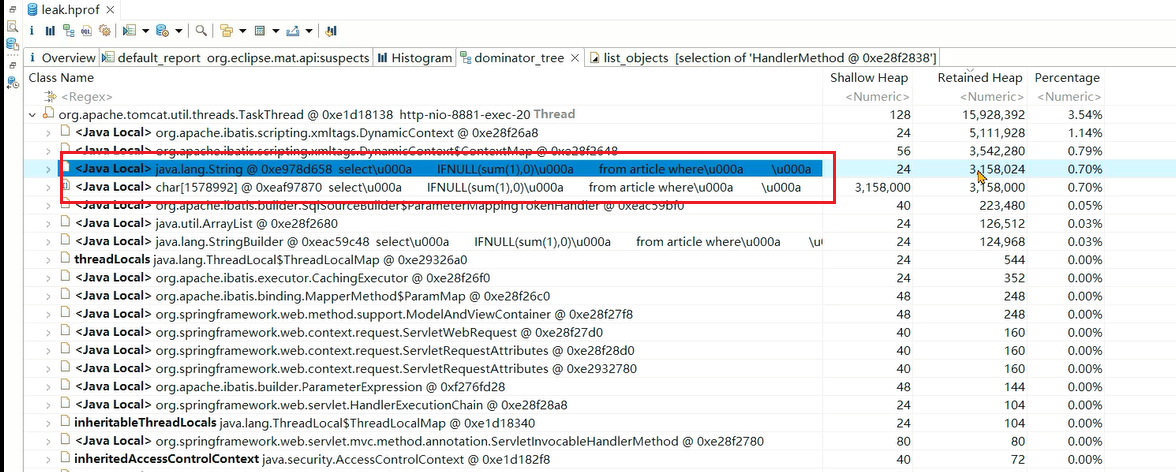 leak.hprof
Overview default_report org.eclipse.mat.api:suspects Histogram dominator_tree list_objects [selection of 'HandlerMethod @ 0xe28f2838']
Class Name Shallow Heap Retained Heap Percentage
<Regex> <Numeric> <Numeric> <Numeric>
org.apache.tomcat.util.threads.TaskThread @ 0xe1d18138 http-nio-8881-exec-20 Thread 128 15,928,392 3.54%
<Java Local> org.apache.ibatis.scripting.xmltags.DynamicContext @ 0xe28f26a8 24 5,111,928 1.14%
<Java Local> org.apache.ibatis.scripting.xmltags.DynamicContext$ContextMap @ 0xe28f2648 56 3,542,280 0.79%
<Java Local> java.lang.String @ 0xe978d658 select\u000a IFNULL(sum(1),0)\u000a from article where\u000a \u000a 24 3,158,024 0.70%
<Java Local> char[1578992] @ 0xeaf97870 select\u000a IFNULL(sum(1),0)\u000a from article where\u000a \u000a 3,158,000 3,158,000 0.70%
<Java Local> org.apache.ibatis.builder.SqlSourceBuilder$ParameterMappingTokenHandler @ 0xeac59bf0 40 223,480 0.05%
<Java Local> java.util.ArrayList @ 0xe28f2680 24 126,512 0.03%
<Java Local> java.lang.StringBuilder @ 0xeac59c48 select\u000a IFNULL(sum(1),0)\u000a from article where\u000a \u 24 124,968 0.03%
threadLocals java.lang.ThreadLocal$ThreadLocalMap @ 0xe29326a0 24 544 0.00%
<Java Local> org.apache.ibatis.executor.CachingExecutor @ 0xe28f26f0 24 352 0.00%
<Java Local> org.apache.ibatis.binding.MapperMethod$ParamMap @ 0xe28f26c0 48 248 0.00%
<Java Local> org.springframework.web.method.support.ModelAndViewContainer @ 0xe28f27f8 48 248 0.00%
<Java Local> org.springframework.web.context.request.ServletWebRequest @ 0xe28f27d0 40 160 0.00%
<Java Local> org.springframework.web.context.request.ServletRequestAttributes @ 0xe28f28d0 40 160 0.00%
<Java Local> org.springframework.web.context.request.ServletRequestAttributes @ 0xe2932780 40 160 0.00%
<Java Local> org.apache.ibatis.builder.ParameterExpression @ 0xf276fd28 48 144 0.00%
<Java Local> org.springframework.web.servlet.HandlerExecutionChain @ 0xe28f28a8 24 104 0.00%
inheritableThreadLocals java.lang.ThreadLocal$ThreadLocalMap @ 0xe1d18340 24 104 0.00%
<Java Local> org.springframework.web.servlet.mvc.method.annotation.ServletInvocableHandlerMethod @ 0xe28f2780 80 80 0.00%
inheritedAccessControlContext java.security.AccessControlContext @ 0xe1d182f8 40 72 0.00%